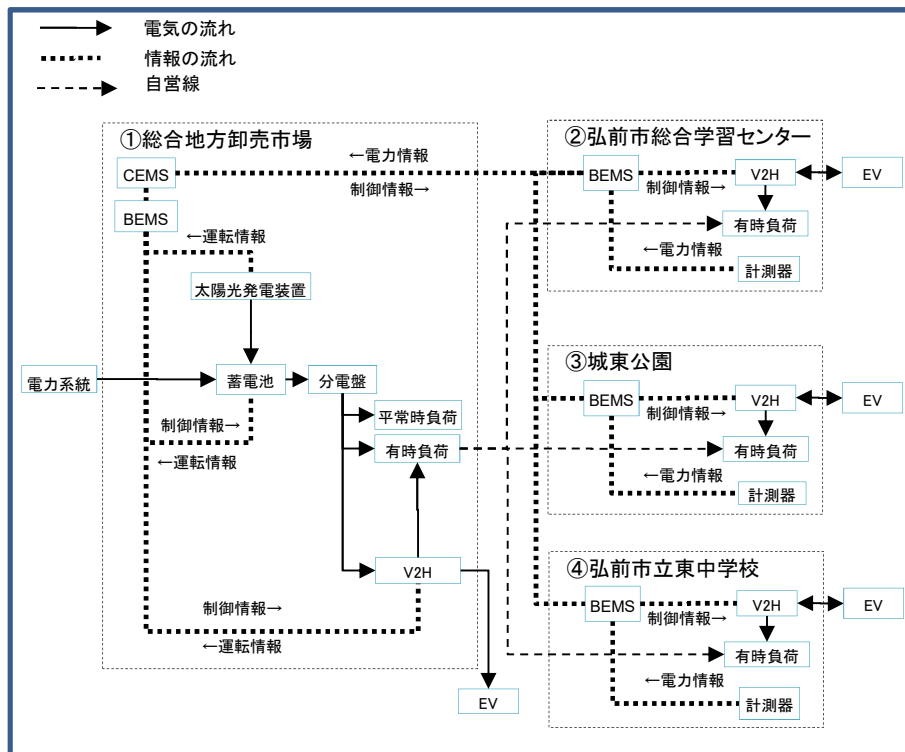 電気の流れ
情報の流れ
自営線
①総合地方卸売市場
CEMS
←電力情報
制御情報→
BEMS
←運転情報
太陽光発電装置
電力系統
蓄電池
分電盤
平常時負荷
制御情報→
有時負荷
←運転情報
V2H
制御情報→
←運転情報
EV
②弘前市総合学習センター
BEMS
制御情報→
V2H
EV
有時負荷
←電力情報
計測器
③城東公園
BEMS
制御情報→
V2H
EV
有時負荷
←電力情報
計測器
④弘前市立東中学校
BEMS
制御情報→
V2H
EV
有時負荷
←電力情報
計測器